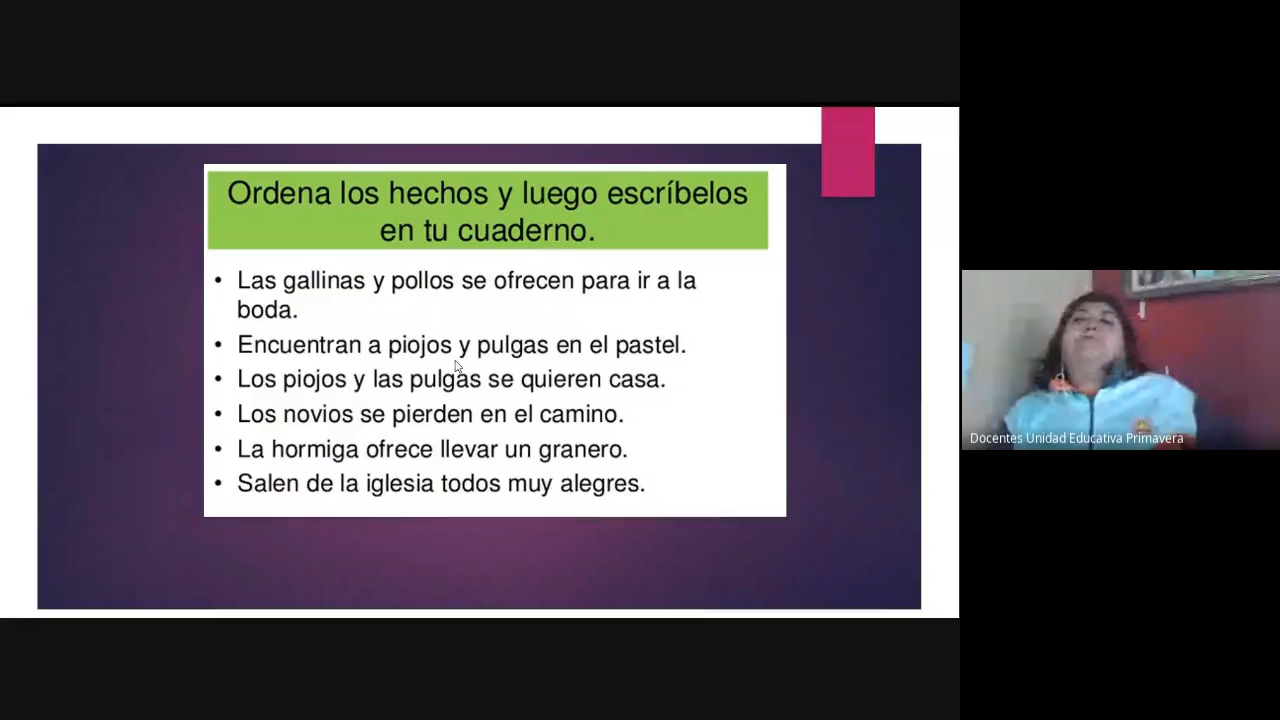 Ordena los hechos y luego escríbelos
en tu cuaderno.
• Las gallinas y pollos se ofrecen para ir a la
boda.
• Encuentran a piojos y pulgas en el pastel.
• Los piojos y las pulgas se quieren casa.
• Los novios se pierden en el camino.
• La hormiga ofrece llevar un granero.
• Salen de la iglesia todos muy alegres.
Docentes Unidad Educativa Primavera